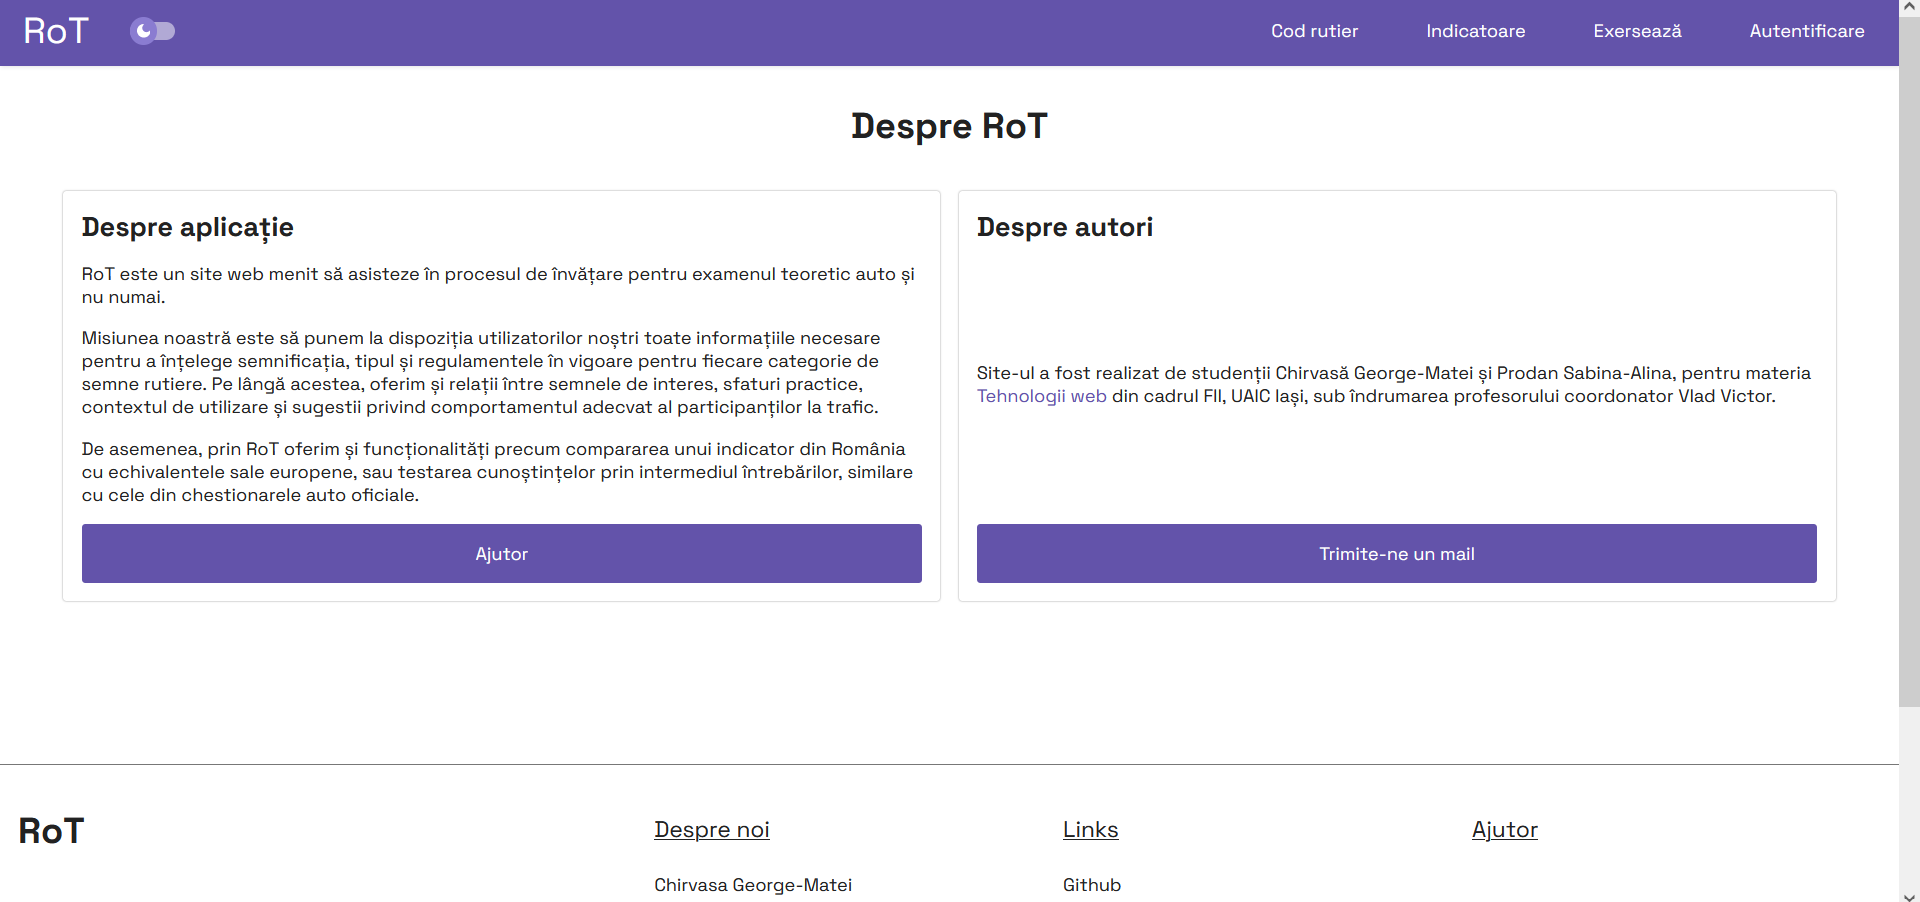 RoT
Cod rutier
Indicatoare
Exersează
Autentificare
Despre RoT
Despre aplicație
RoT este un site web menit să asisteze în procesul de învățare pentru examenul teoretic auto și
nu numai.
Misiunea noastră este să punem la dispoziția utilizatorilor noștri toate informațiile necesare
pentru a înțelege semnificația, tipul și regulamentele în vigoare pentru fiecare categorie de
semne rutiere. Pe lângă acestea, oferim și relații între semnele de interes, sfaturi practice,
contextul de utilizare și sugestii privind comportamentul adecvat al participanților la trafic.
De asemenea, prin RoT oferim și funcționalități precum compararea unui indicator din România
cu echivalentele sale europene, sau testarea cunoștințelor prin intermediul întrebărilor, similare
cu cele din chestionarele auto oficiale.
Ajutor
Despre autori
Site-ul a fost realizat de studenții Chirvasă George-Matei și Prodan Sabina-Alina, pentru materia
Tehnologii web din cadrul FII, UAIC Iași, sub îndrumarea profesorului coordonator Vlad Victor.
Trimite-ne un mail
RoT
Despre noi
Chirvasa George-Matei
Links
Github
Ajutor